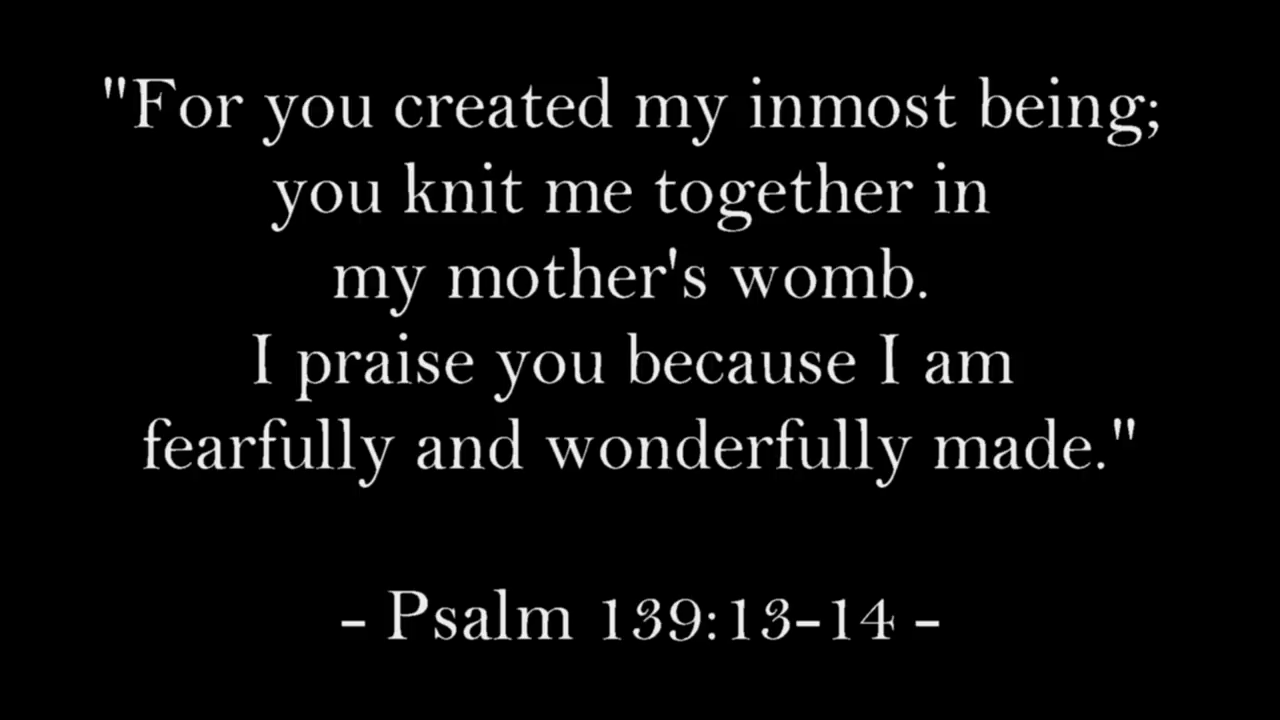 "For you created my inmost being;
you knit me together in
my mother's womb.
I praise you because I am
fearfully and wonderfully made."
- Psalm 139:13-14 -